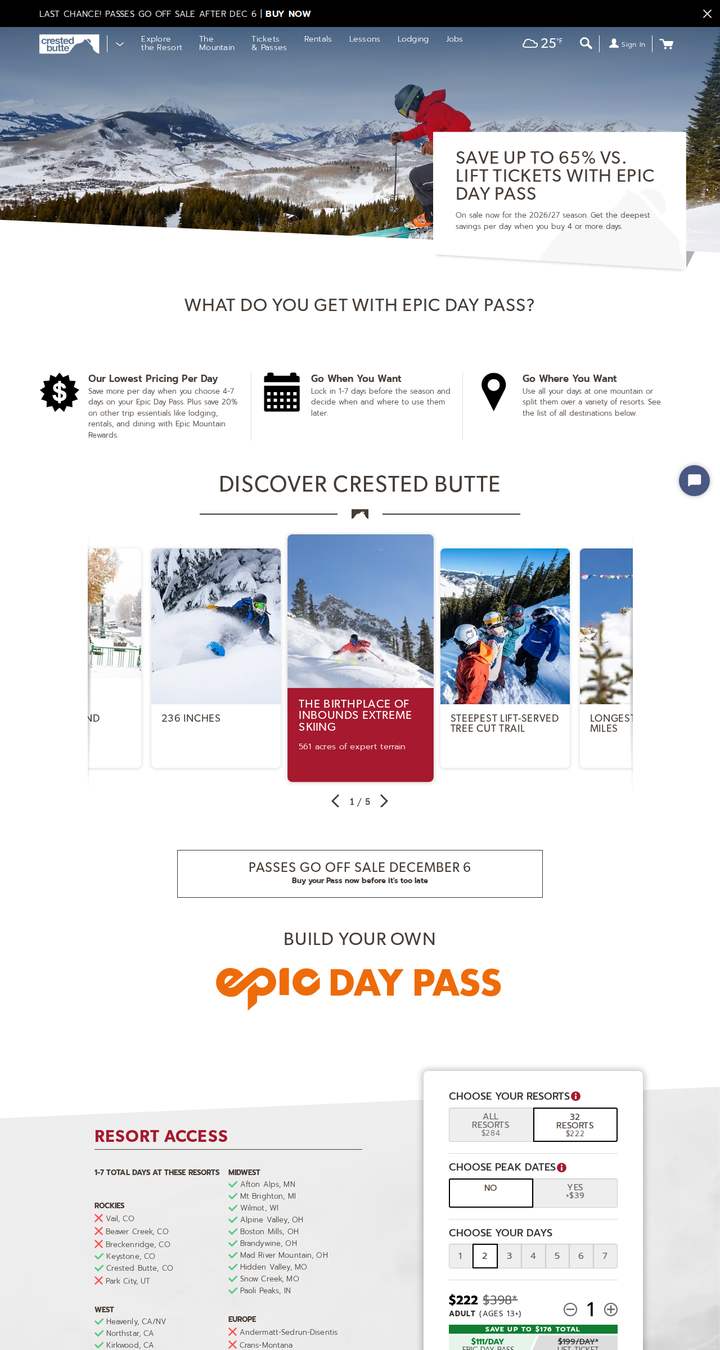 LAST CHANCE! PASSES GO OFF SALE AFTER DEC 6 | BUY NOW
crested butte
Explore the Resort
The Mountain
Tickets & Passes
Rentals
Lessons
Lodging
Jobs
25°F
Sign In
SAVE UP TO 65% VS.
LIFT TICKETS WITH EPIC
DAY PASS
On sale now for the 2026/27 season. Get the deepest
savings per day when you buy 4 or more days.
WHAT DO YOU GET WITH EPIC DAY PASS?
Our Lowest Pricing Per Day
Save more per day when you choose 4-7
days on your Epic Day Pass. Plus save 20%
on other trip essentials like lodging,
rentals, and dining with Epic Mountain
Rewards.
Go When You Want
Lock in 1-7 days before the season and
decide when and where to use them
later.
Go Where You Want
Use all your days at one mountain or
split them over a variety of resorts. See
the list of all destinations below.
DISCOVER CRESTED BUTTE
ND
236 INCHES
THE BIRTHPLACE OF
INBOUNDS EXTREME
SKIING
561 acres of expert terrain
STEEPEST LIFT-SERVED
TREE CUT TRAIL
LONGEST
MILES
1 / 5
PASSES GO OFF SALE DECEMBER 6
Buy your Pass now before it's too late
BUILD YOUR OWN
epic DAY PASS
RESORT ACCESS
1-7 TOTAL DAYS AT THESE RESORTS
ROCKIES
Vail, CO
Beaver Creek, CO
Breckenridge, CO
Keystone, CO
Crested Butte, CO
Park City, UT
WEST
Heavenly, CA/NV
Northstar, CA
Kirkwood, CA
MIDWEST
Afton Alps, MN
Mt Brighton, MI
Wilmot, WI
Alpine Valley, OH
Boston Mills, OH
Brandywine, OH
Mad River Mountain, OH
Hidden Valley, MO
Snow Creek, MO
Paoli Peaks, IN
EUROPE
Andermatt-Sedrun-Disentis
Crans-Montana
CHOOSE YOUR RESORTS
ALL
RESORTS
$284
32
RESORTS
$222
CHOOSE PEAK DATES
NO
YES
+$39
CHOOSE YOUR DAYS
1 2 3 4 5 6 7
$222 $398*
ADULT (AGES 13+)
1
SAVE UP TO $176 TOTAL
$111/DAY
EPIC DAY PASS
$199/DAY*
LIFT TICKET